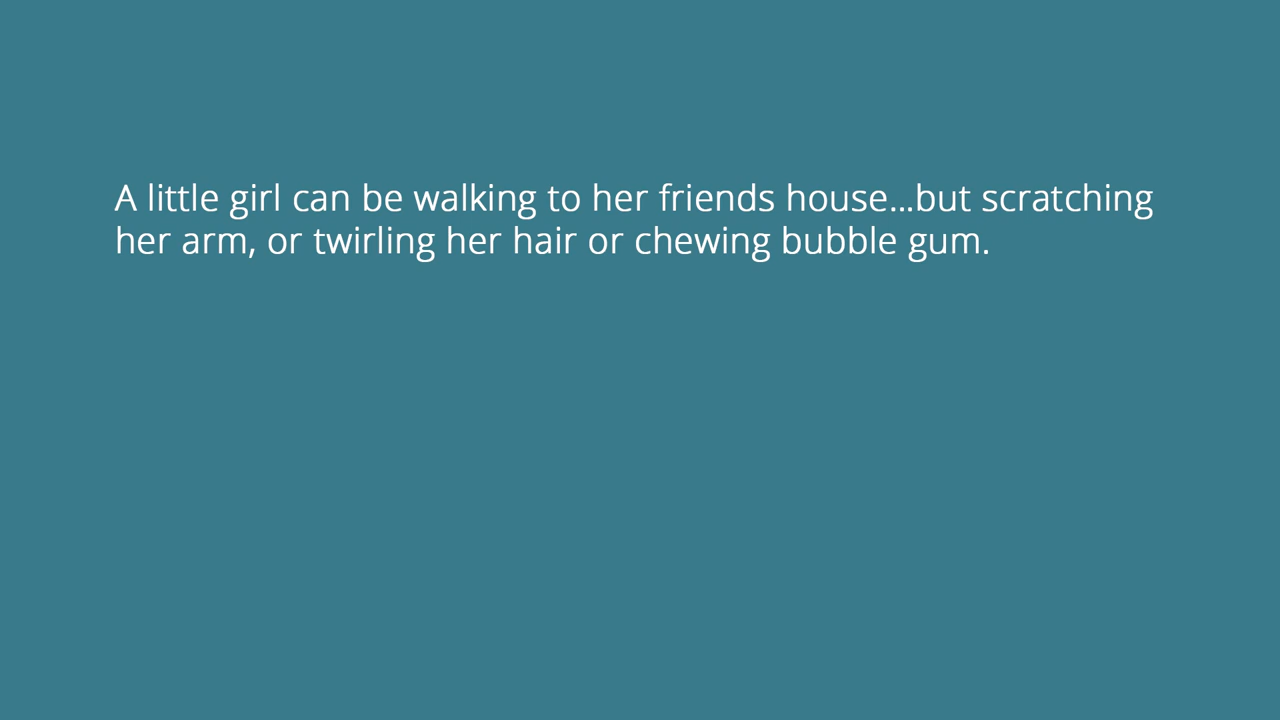 A little girl can be walking to her friends house...but scratching
her arm, or twirling her hair or chewing bubble gum.